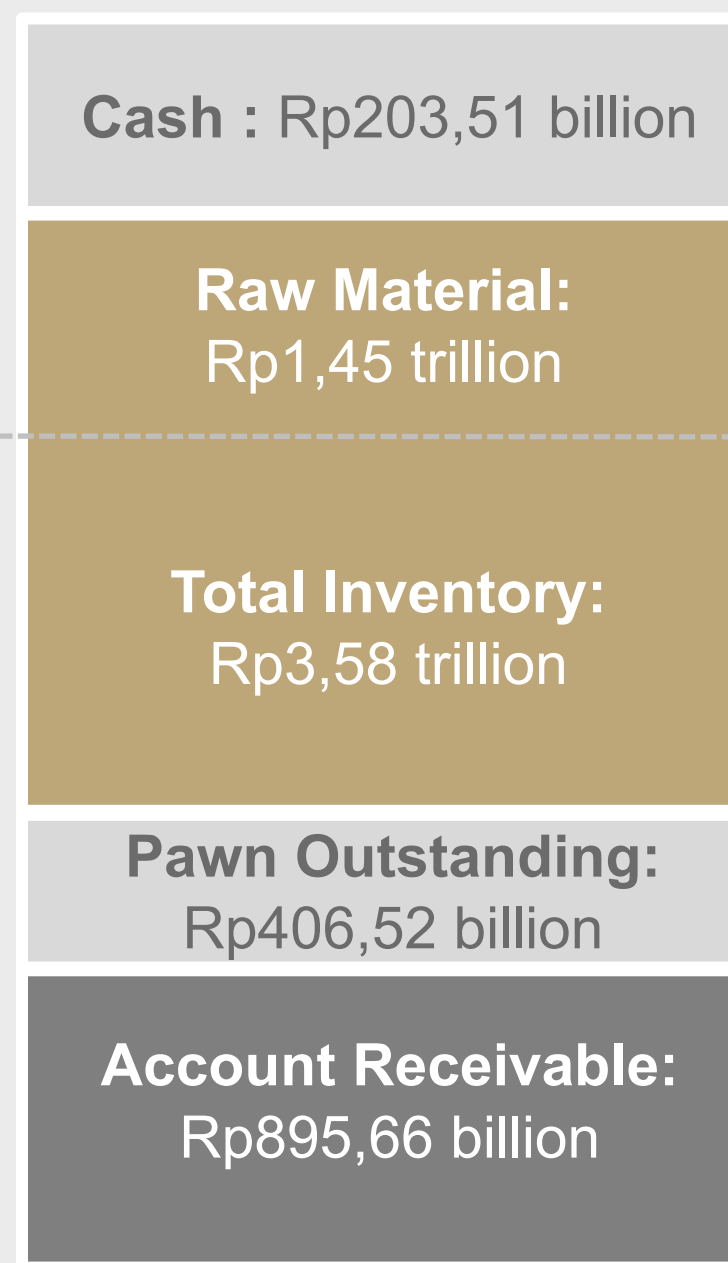 Cash : Rp203,51 billion
Raw Material:
Rp1,45 trillion
Total Inventory:
Rp3,58 trillion
Pawn Outstanding:
Rp406,52 billion
Account Receivable:
Rp895,66 billion